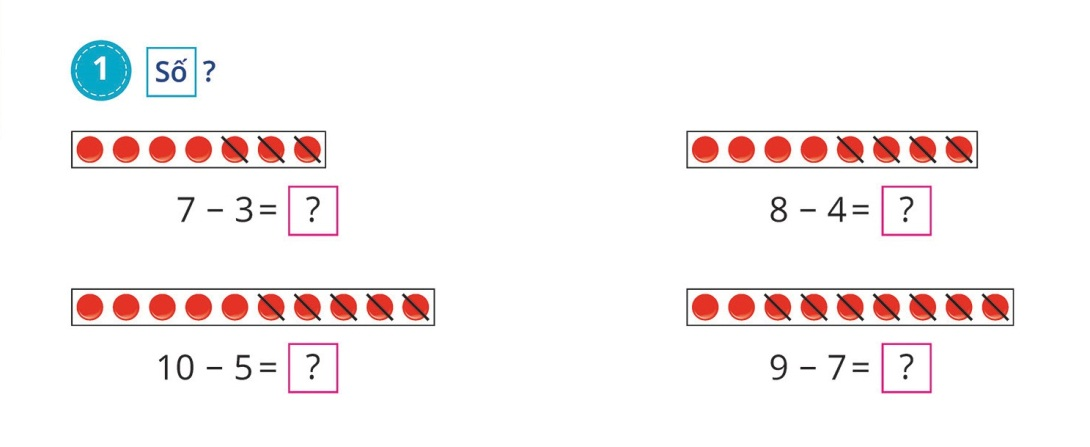 1 Số ?
7 – 3 = ?
8 – 4 = ?
10 – 5 = ?
9 – 7 = ?